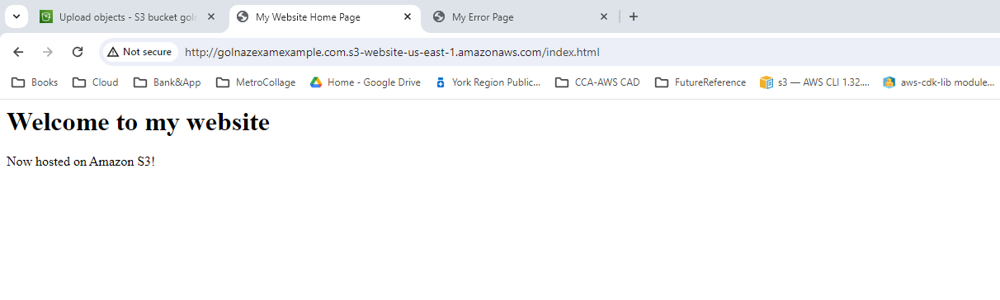 Upload objects - S3 bucket goln
My Website Home Page
My Error Page
Not secure
http://golnazexamexample.com.s3-website-us-east-1.amazonaws.com/index.html
Books
Cloud
Bank&App
MetroCollage
Home - Google Drive
York Region Public...
CCA-AWS CAD
FutureReference
s3 — AWS CLI 1.32....
aws-cdk-lib module...
Welcome to my website
Now hosted on Amazon S3!